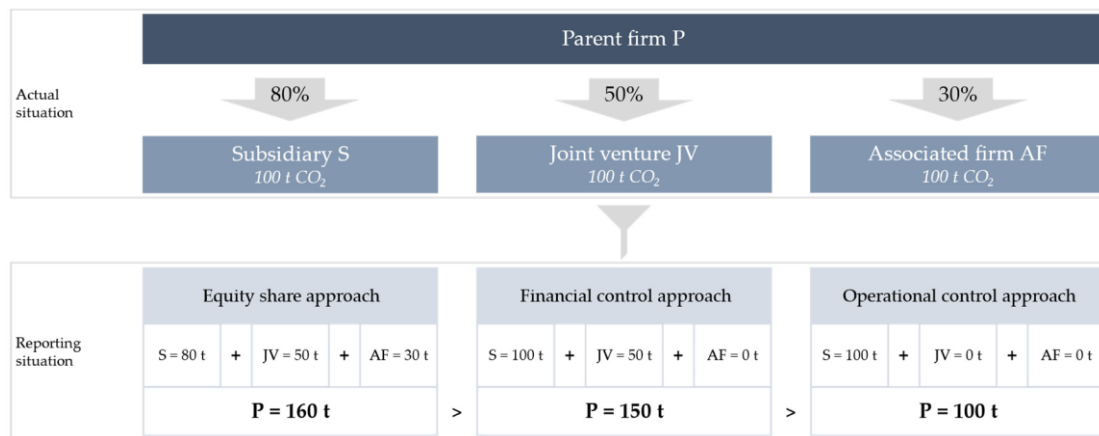 Parent firm P
Actual
situation
80%
50%
30%
Subsidiary S
100 t CO₂
Joint venture JV
100 t CO₂
Associated firm AF
100 t CO₂
Reporting
situation
Equity share approach
Financial control approach
Operational control approach
S = 80 t + JV = 50 t + AF = 30 t
S = 100 t + JV = 50 t + AF = 0 t
S = 100 t + JV = 0 t + AF = 0 t
P = 160 t > P = 150 t > P = 100 t